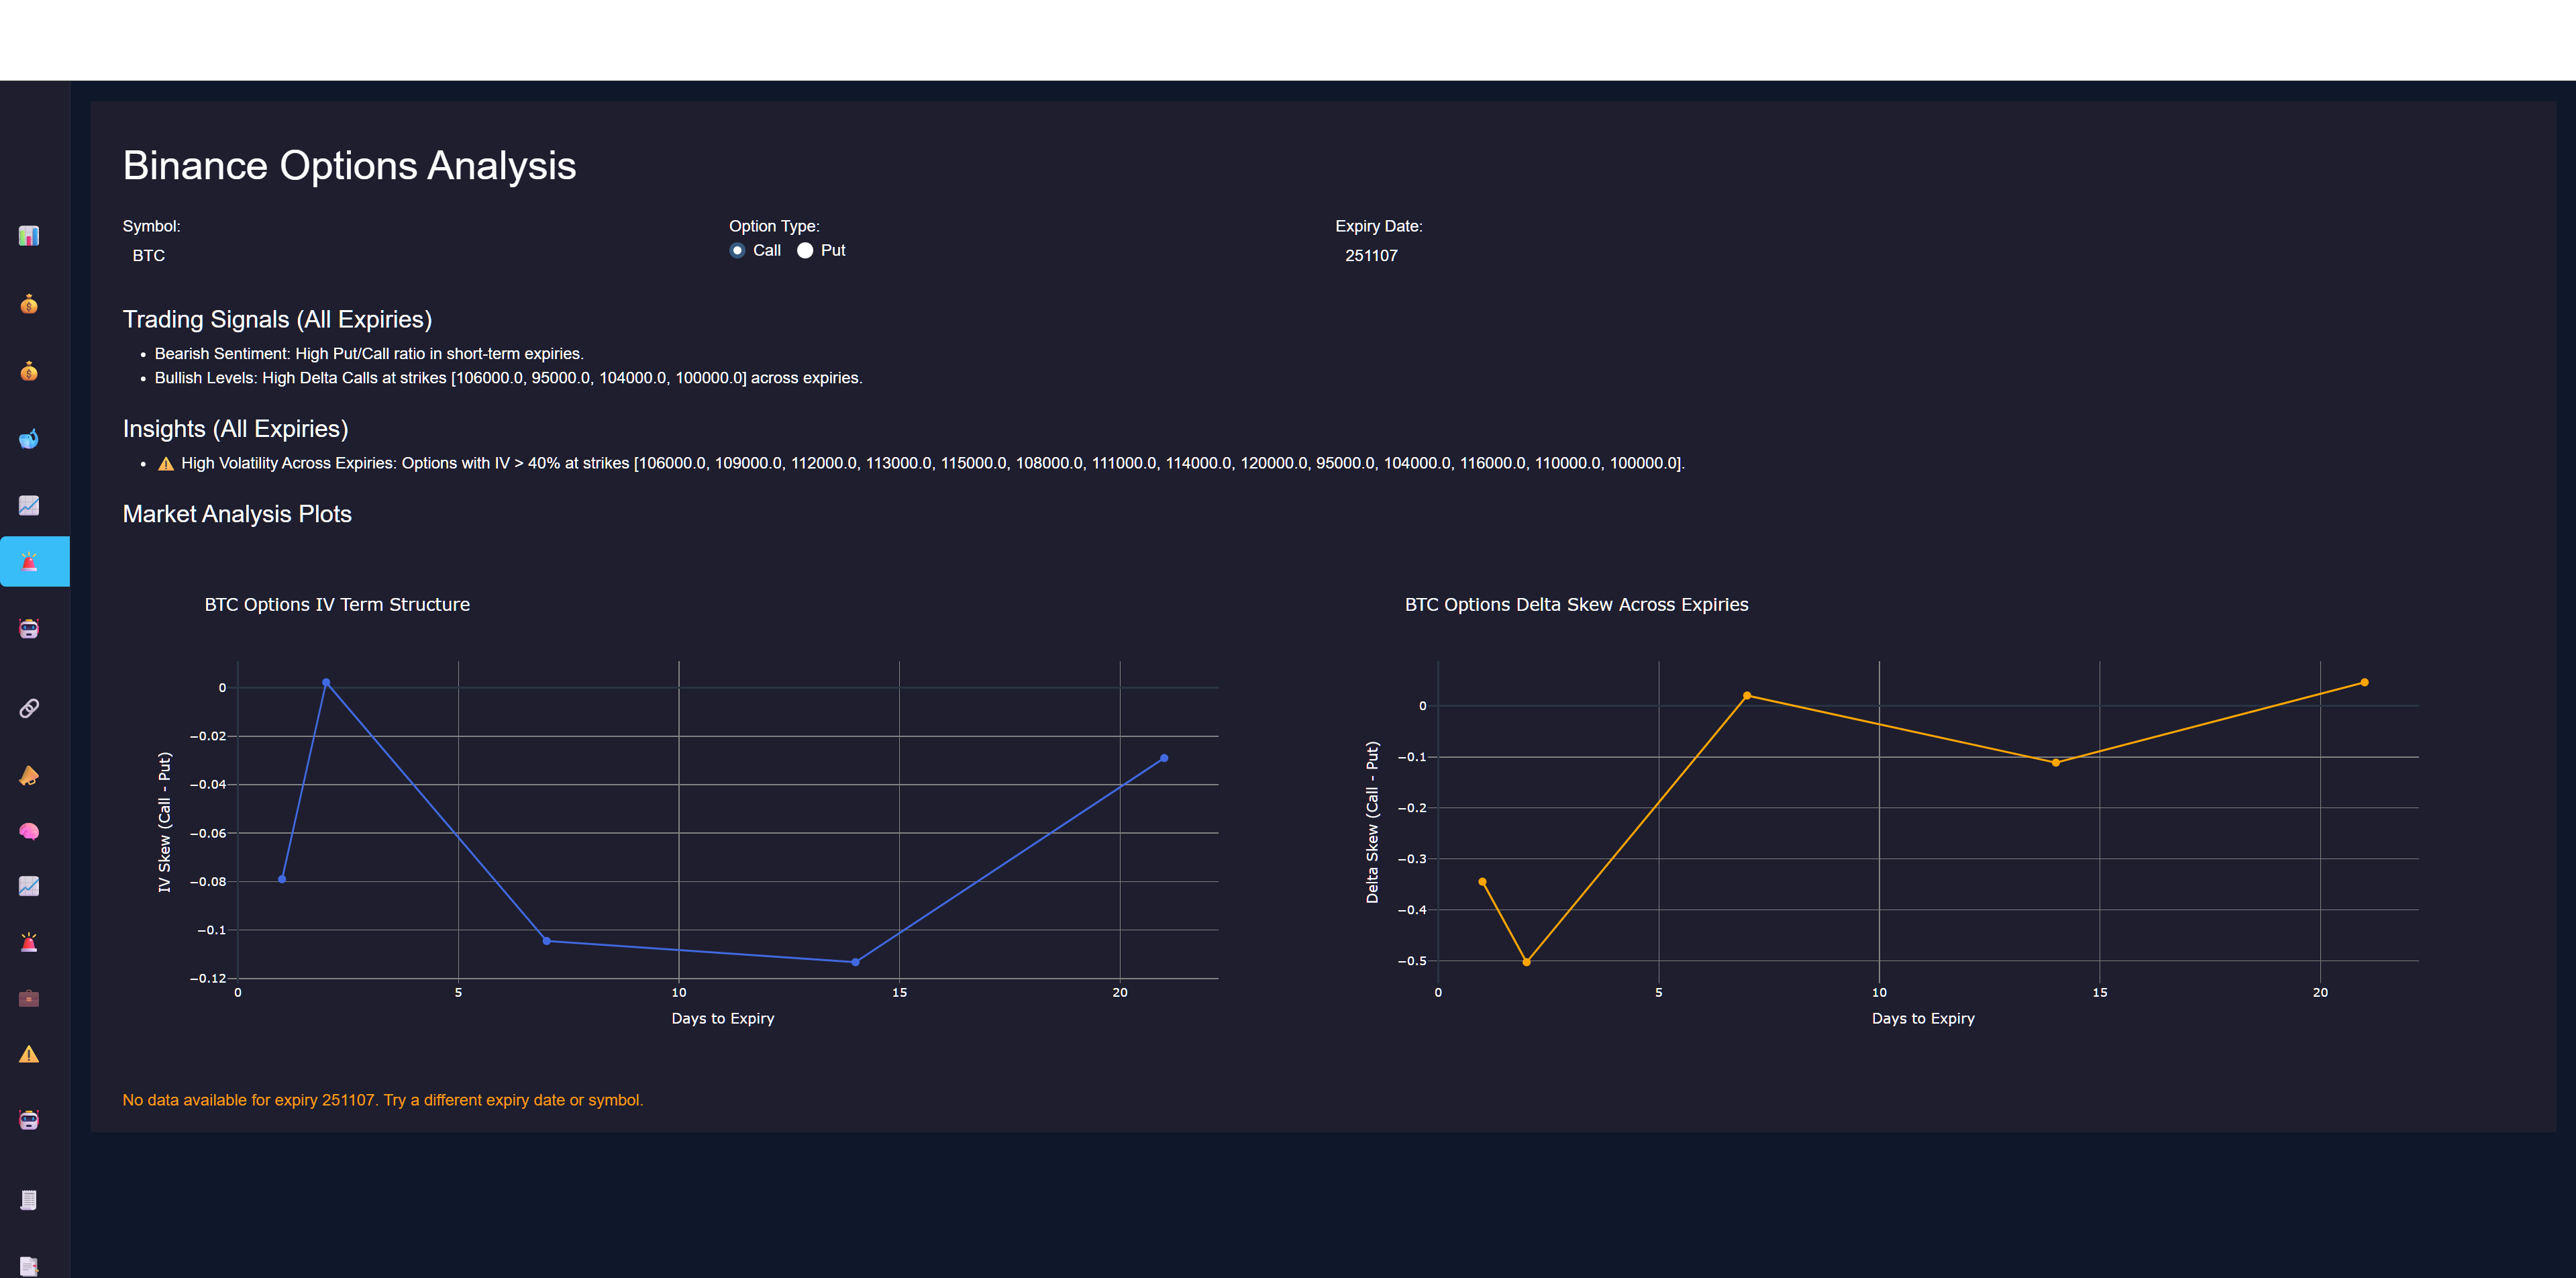 Binance Options Analysis
Symbol:
BTC
Option Type:
Call Put
Expiry Date:
251107
Trading Signals (All Expiries)
• Bearish Sentiment: High Put/Call ratio in short-term expiries.
• Bullish Levels: High Delta Calls at strikes [106000.0, 95000.0, 104000.0, 100000.0] across expiries.
Insights (All Expiries)
• ⚠️ High Volatility Across Expiries: Options with IV > 40% at strikes [106000.0, 109000.0, 112000.0, 113000.0, 115000.0, 108000.0, 111000.0, 114000.0, 120000.0, 95000.0, 104000.0, 116000.0, 110000.0, 100000.0].
Market Analysis Plots
BTC Options IV Term Structure
IV Skew (Call - Put)
0
−0.02
−0.04
−0.06
−0.08
−0.1
−0.12
0 5 10 15 20
Days to Expiry
BTC Options Delta Skew Across Expiries
Delta Skew (Call - Put)
0
−0.1
−0.2
−0.3
−0.4
−0.5
0 5 10 15 20
Days to Expiry
No data available for expiry 251107. Try a different expiry date or symbol.